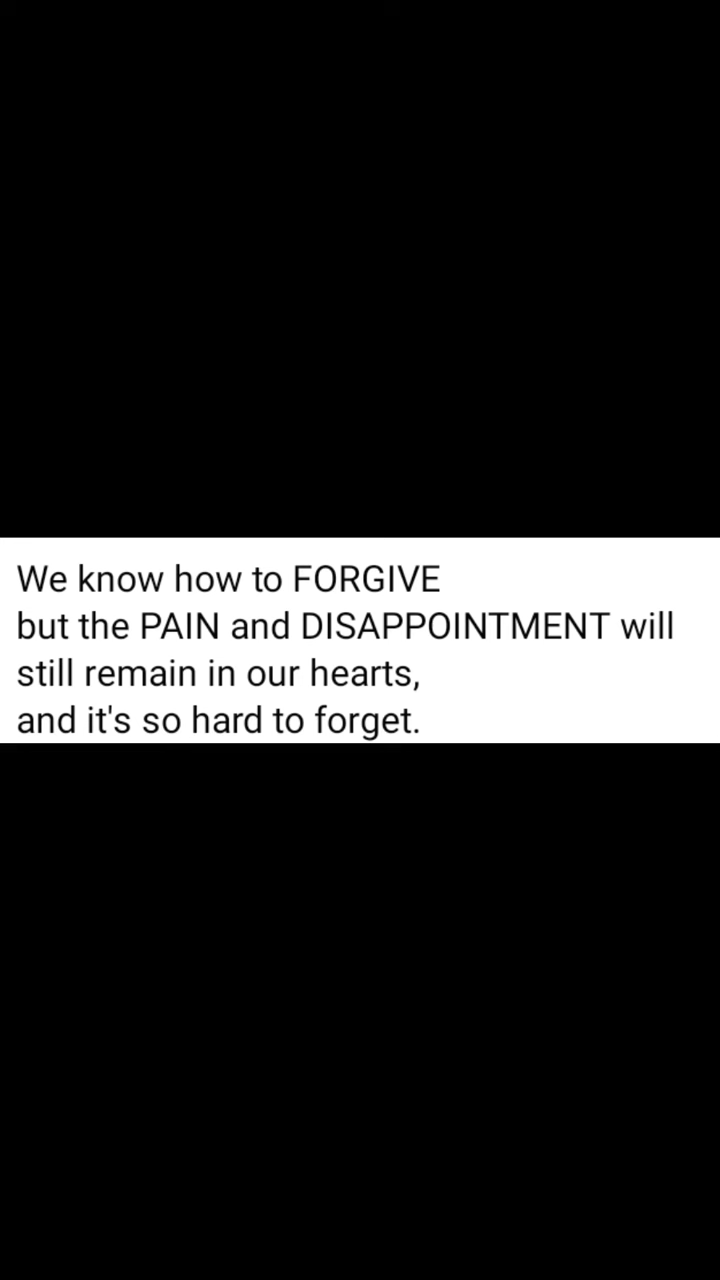 We know how to FORGIVE
but the PAIN and DISAPPOINTMENT will
still remain in our hearts,
and it's so hard to forget.